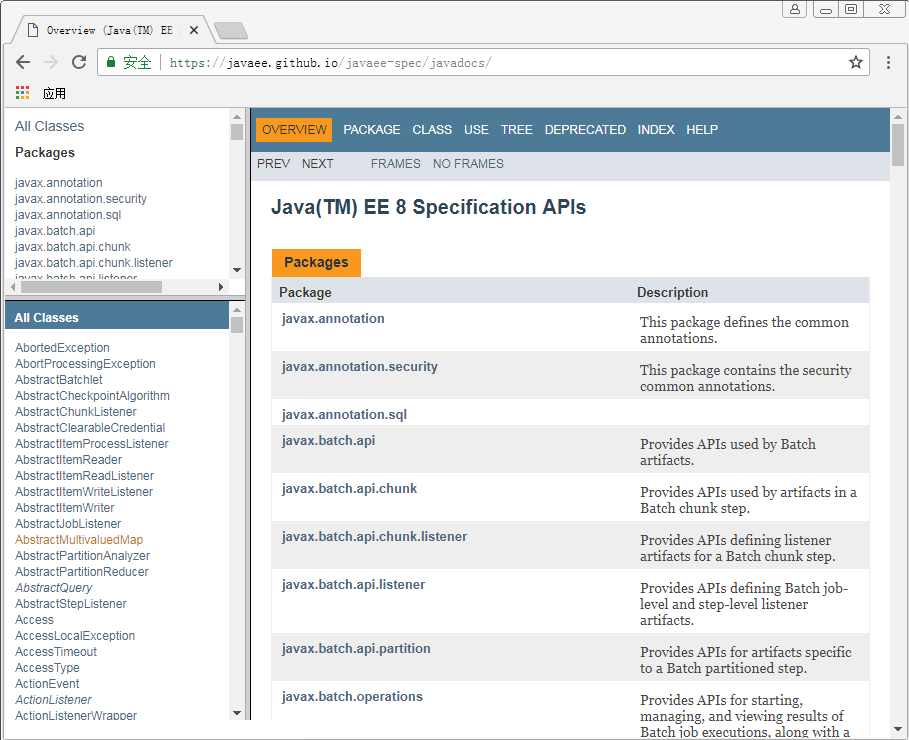 Overview (Java(TM) EE
安全
https://javaee.github.io/javaee-spec/javadocs/
应用
All Classes
Packages
javax.annotation
javax.annotation.security
javax.annotation.sql
javax.batch.api
javax.batch.api.chunk
javax.batch.api.chunk.listener
javax.batch.api.listener
All Classes
AbortedException
AbortProcessingException
AbstractBatchlet
AbstractCheckpointAlgorithm
AbstractChunkListener
AbstractClearableCredential
AbstractItemProcessListener
AbstractItemReader
AbstractItemReadListener
AbstractItemWriteListener
AbstractItemWriter
AbstractJobListener
AbstractMultivaluedMap
AbstractPartitionAnalyzer
AbstractPartitionReducer
AbstractQuery
AbstractStepListener
Access
AccessLocalException
AccessTimeout
AccessType
ActionEvent
ActionListener
ActionListenerWrapper
OVERVIEW PACKAGE CLASS USE TREE DEPRECATED INDEX HELP
PREV NEXT FRAMES NO FRAMES
Java(TM) EE 8 Specification APIs
Packages
Package Description
javax.annotation This package defines the common
annotations.
javax.annotation.security This package contains the security
common annotations.
javax.annotation.sql
javax.batch.api Provides APIs used by Batch
artifacts.
javax.batch.api.chunk Provides APIs used by artifacts in a
Batch chunk step.
javax.batch.api.chunk.listener Provides APIs defining listener
artifacts for a Batch chunk step.
javax.batch.api.listener Provides APIs defining Batch job-
level and step-level listener
artifacts.
javax.batch.api.partition Provides APIs for artifacts specific
to a Batch partitioned step.
javax.batch.operations Provides APIs for starting,
managing, and viewing results of
Batch job executions, along with a